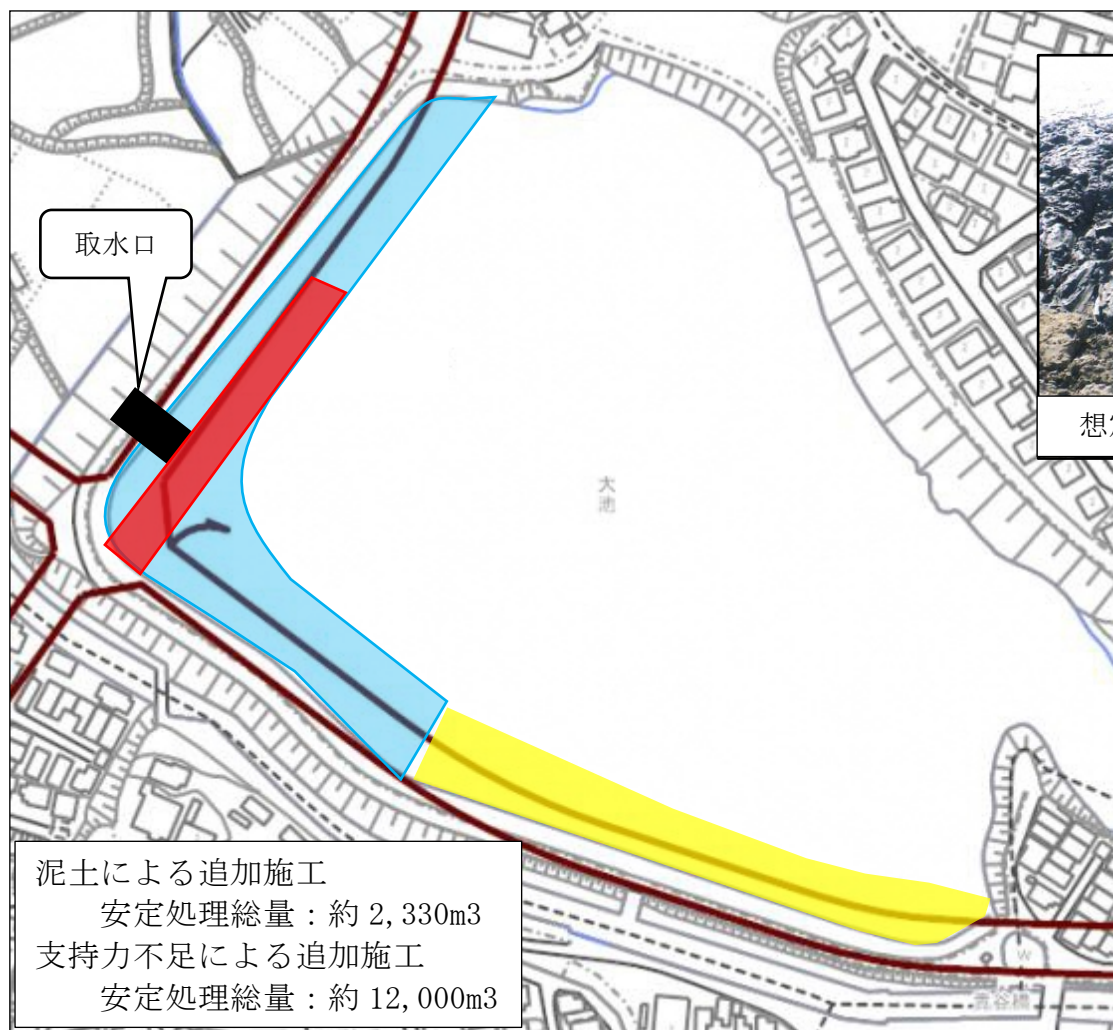 取水口
大池
想
泥土による追加施工
安定処理総量：約 2,330m3
支持力不足による追加施工
安定処理総量：約 12,000m3
W